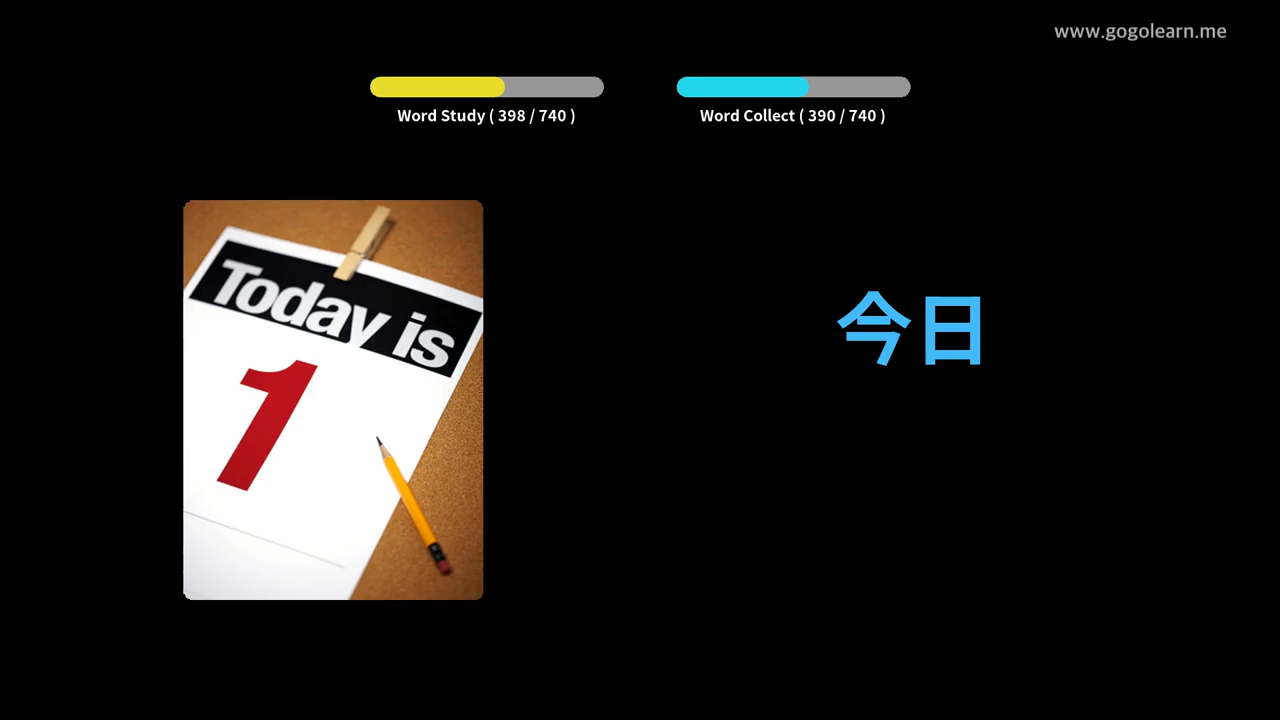 www.gogolearn.me
Word Study ( 398 / 740 )
Word Collect ( 390 / 740 )
Today is
1
今日